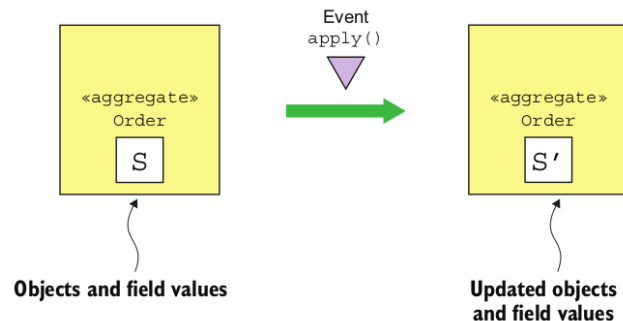 Event
apply()
«aggregate»
Order
S
«aggregate»
Order
S′
Objects and field values
Updated objects
and field values